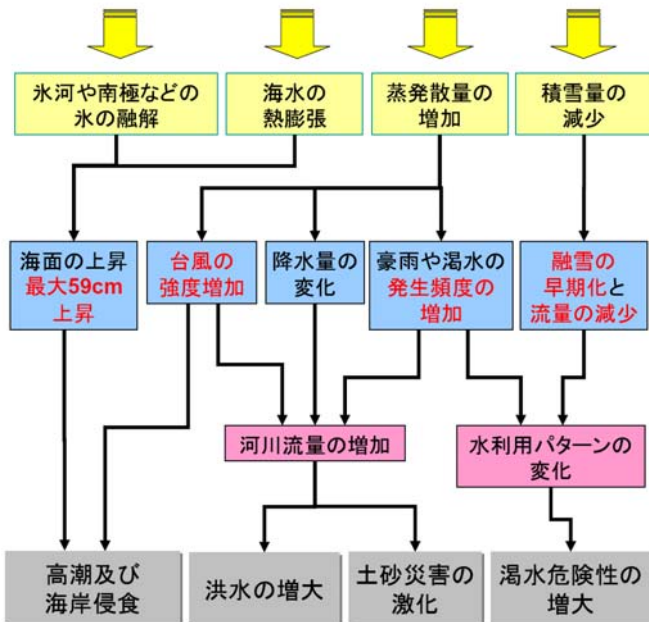 氷河や南極などの
氷の融解
海水の
熱膨張
蒸発散量の
増加
積雪量の
減少
海面の上昇
最大59cm
上昇
台風の
強度増加
降水量の
変化
豪雨や渇水の
発生頻度の
増加
融雪の
早期化と
流量の減少
河川流量の増加
水利用パターンの
変化
高潮及び
海岸侵食
洪水の増大
土砂災害の
激化
渇水危険性の
増大